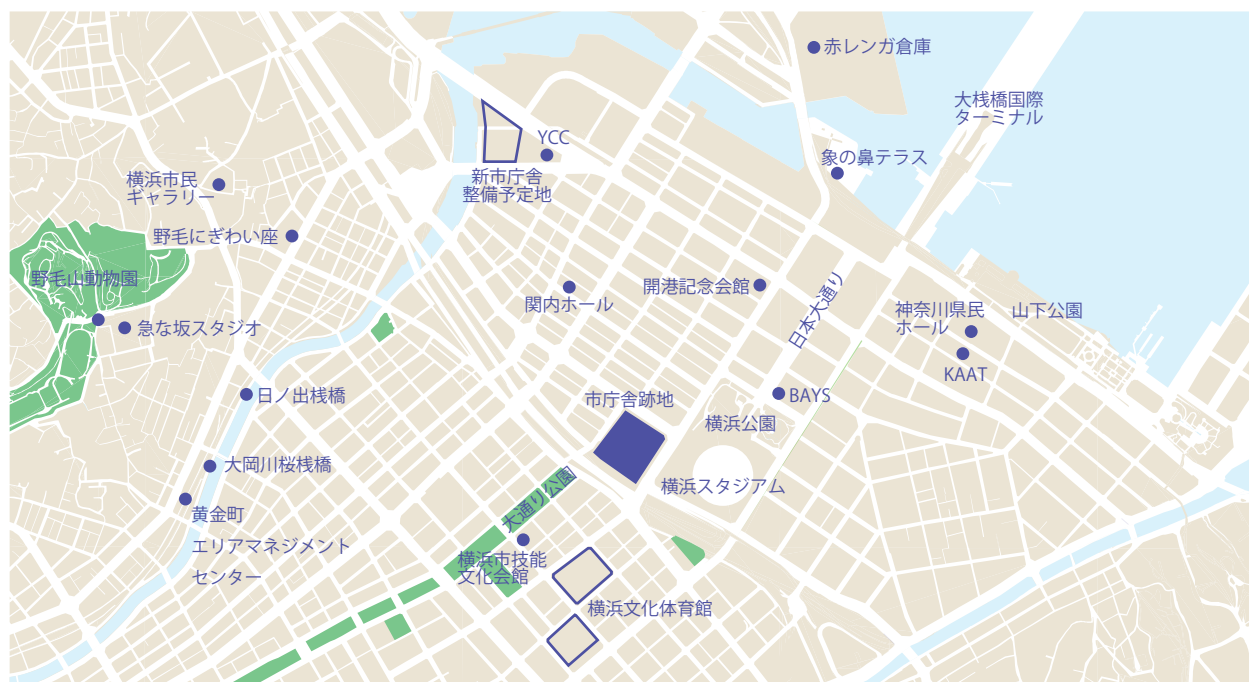 赤レンガ倉庫
大桟橋国際
ターミナル
YCC
象の鼻テラス
新市庁舎
整備予定地
横浜市民
ギャラリー
野毛にぎわい座
野毛山動物園
急な坂スタジオ
関内ホール
開港記念会館
日本大通り
神奈川県民
ホール
山下公園
KAAT
日ノ出桟橋
市庁舎跡地
BAYS
横浜公園
大岡川桜桟橋
横浜スタジアム
大通り公園
黄金町
エリアマネジメント
センター
横浜市技能
文化会館
横浜文化体育館